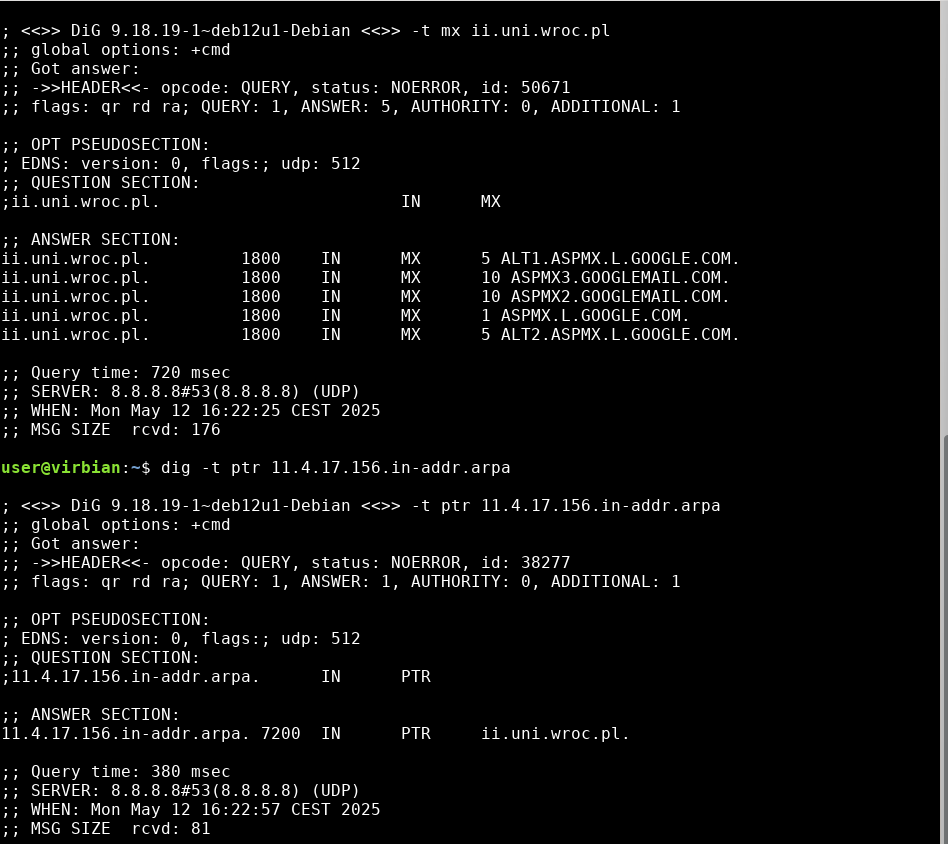 ; <<>> DiG 9.18.19-1~deb12u1-Debian <<>> -t mx ii.uni.wroc.pl
;; global options: +cmd
;; Got answer:
;; ->>HEADER<<- opcode: QUERY, status: NOERROR, id: 50671
;; flags: qr rd ra; QUERY: 1, ANSWER: 5, AUTHORITY: 0, ADDITIONAL: 1

;; OPT PSEUDOSECTION:
; EDNS: version: 0, flags:; udp: 512
;; QUESTION SECTION:
;ii.uni.wroc.pl.                        IN      MX

;; ANSWER SECTION:
ii.uni.wroc.pl.         1800    IN      MX      5 ALT1.ASPMX.L.GOOGLE.COM.
ii.uni.wroc.pl.         1800    IN      MX      10 ASPMX3.GOOGLEMAIL.COM.
ii.uni.wroc.pl.         1800    IN      MX      10 ASPMX2.GOOGLEMAIL.COM.
ii.uni.wroc.pl.         1800    IN      MX      1 ASPMX.L.GOOGLE.COM.
ii.uni.wroc.pl.         1800    IN      MX      5 ALT2.ASPMX.L.GOOGLE.COM.

;; Query time: 720 msec
;; SERVER: 8.8.8.8#53(8.8.8.8) (UDP)
;; WHEN: Mon May 12 16:22:25 CEST 2025
;; MSG SIZE  rcvd: 176

user@virbian:~$ dig -t ptr 11.4.17.156.in-addr.arpa

; <<>> DiG 9.18.19-1~deb12u1-Debian <<>> -t ptr 11.4.17.156.in-addr.arpa
;; global options: +cmd
;; Got answer:
;; ->>HEADER<<- opcode: QUERY, status: NOERROR, id: 38277
;; flags: qr rd ra; QUERY: 1, ANSWER: 1, AUTHORITY: 0, ADDITIONAL: 1

;; OPT PSEUDOSECTION:
; EDNS: version: 0, flags:; udp: 512
;; QUESTION SECTION:
;11.4.17.156.in-addr.arpa.      IN      PTR

;; ANSWER SECTION:
11.4.17.156.in-addr.arpa. 7200  IN      PTR     ii.uni.wroc.pl.

;; Query time: 380 msec
;; SERVER: 8.8.8.8#53(8.8.8.8) (UDP)
;; WHEN: Mon May 12 16:22:57 CEST 2025
;; MSG SIZE  rcvd: 81